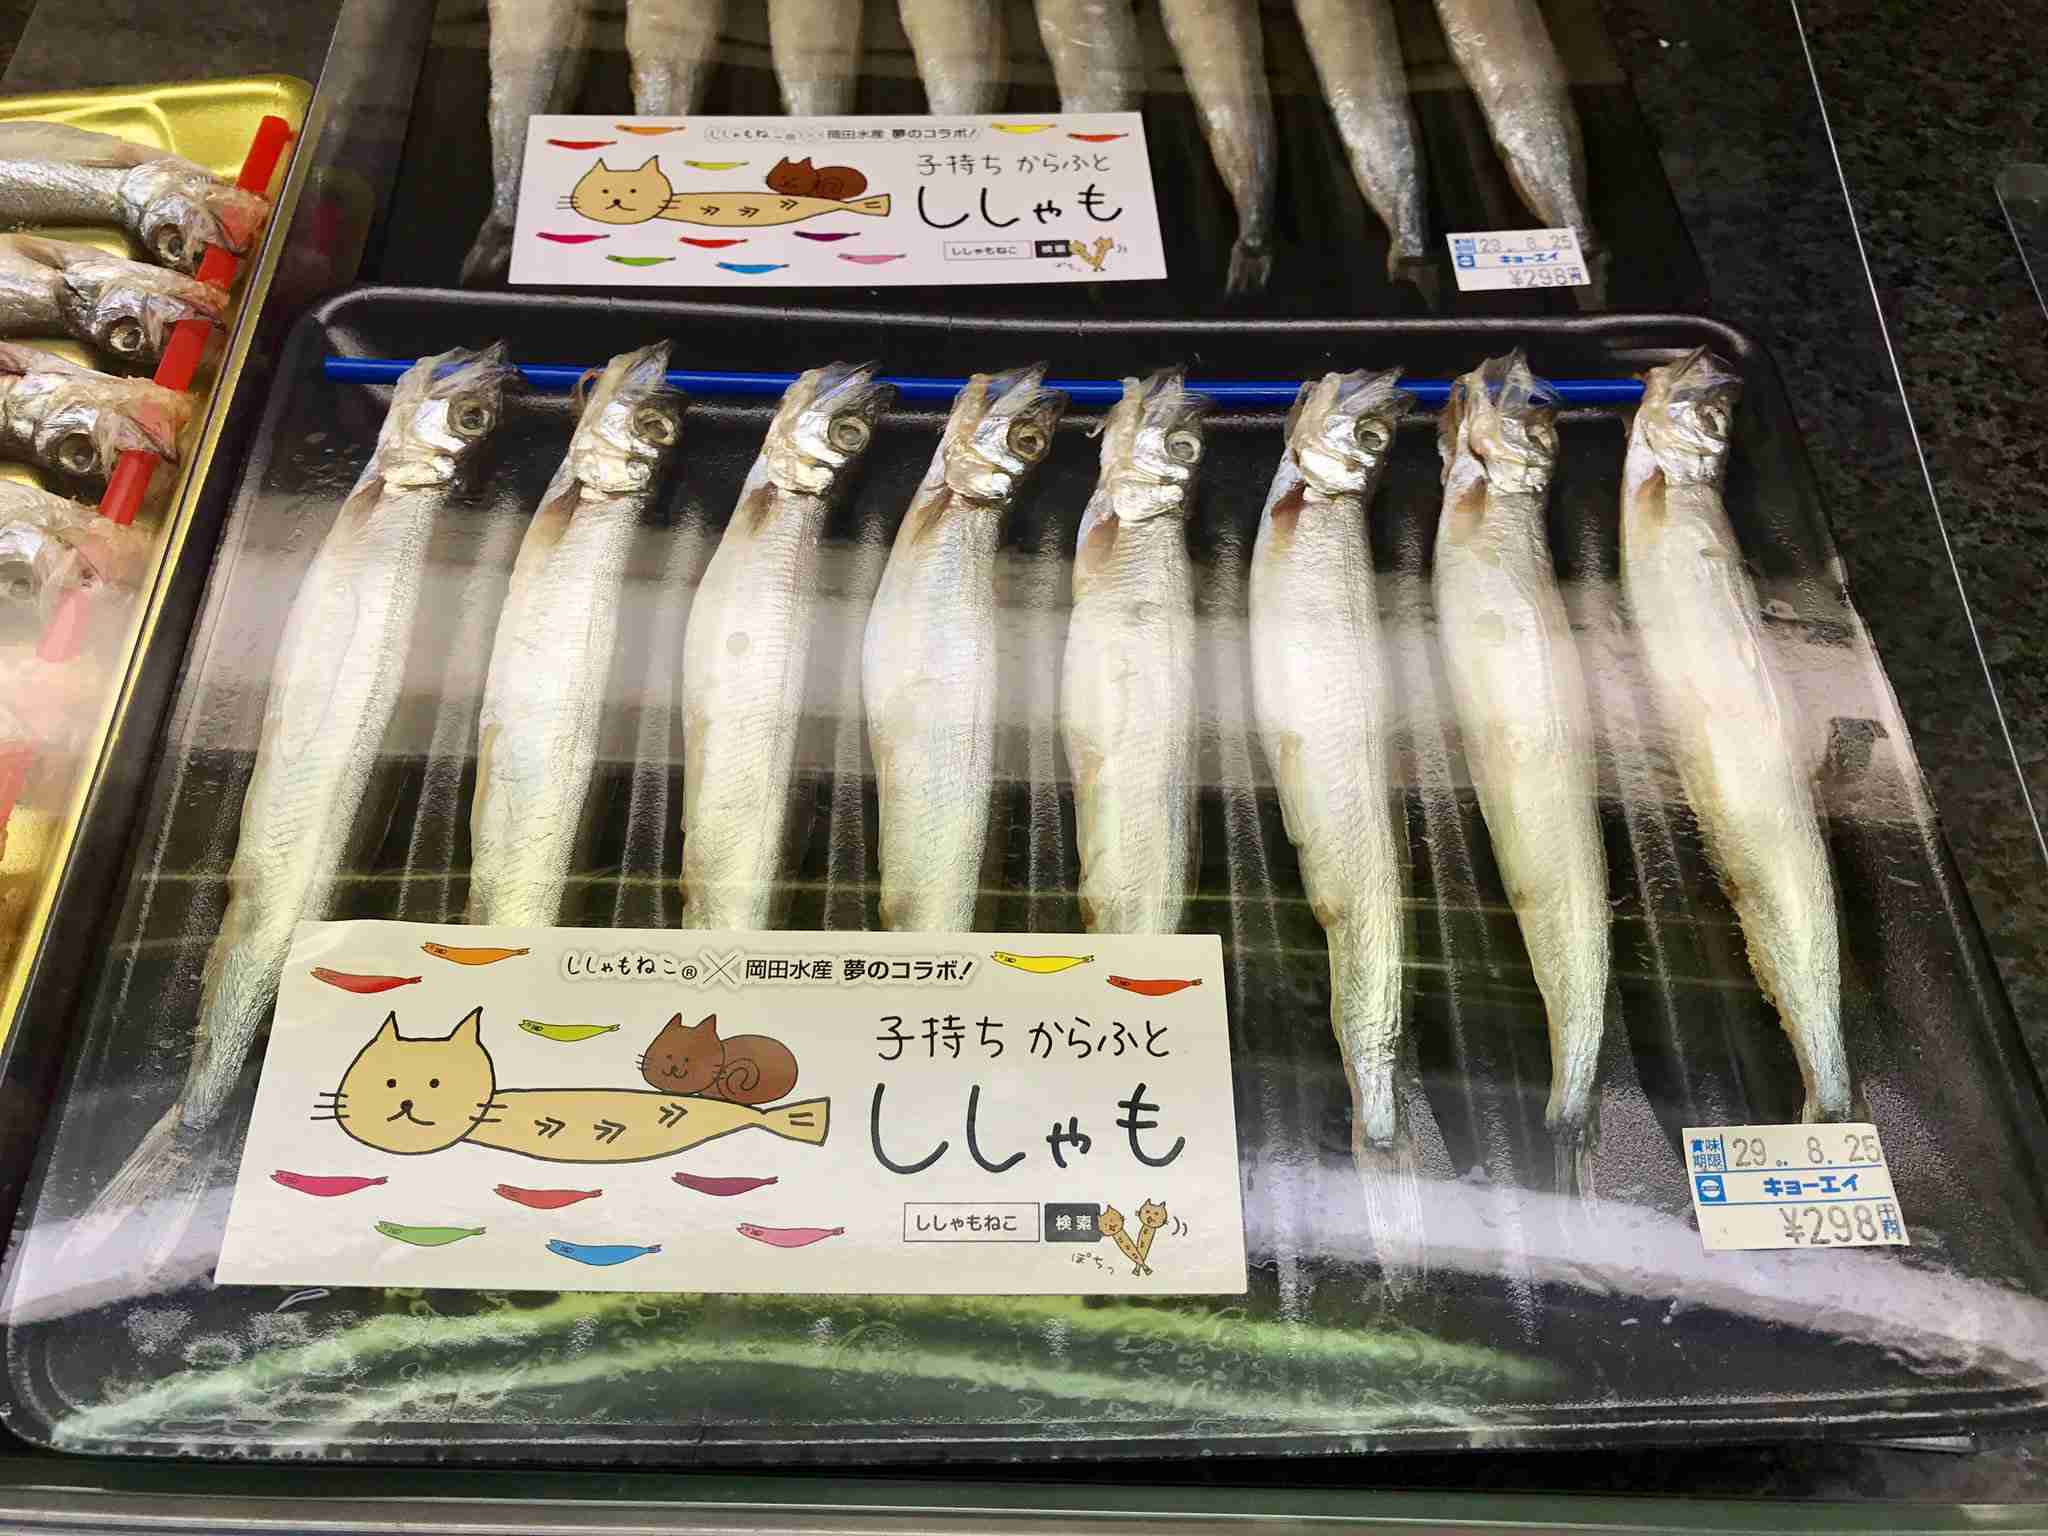 ししゃもねこ××岡田水産 夢のコラボ!
子持ち からふと
ししゃも
ししゃもねこ 検索
29. 8. 25
キョーエイ
¥298円
ししゃもねこ®×岡田水産 夢のコラボ!
子持ち からふと
ししゃも
ししゃもねこ 検索
ぽちっ
賞味期限 29. 8. 25
キョーエイ
¥298円